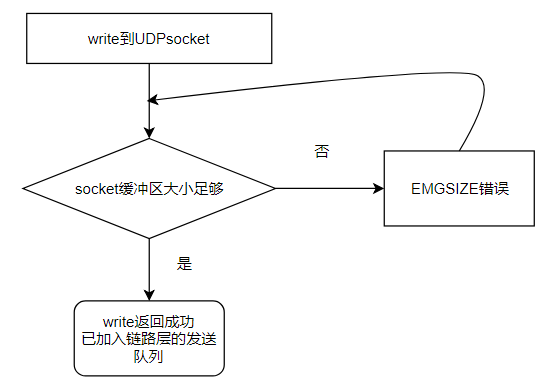 write到UDPsocket
socket缓冲区大小足够
否
EMGSIZE错误
是
write返回成功
已加入链路层的发送
队列